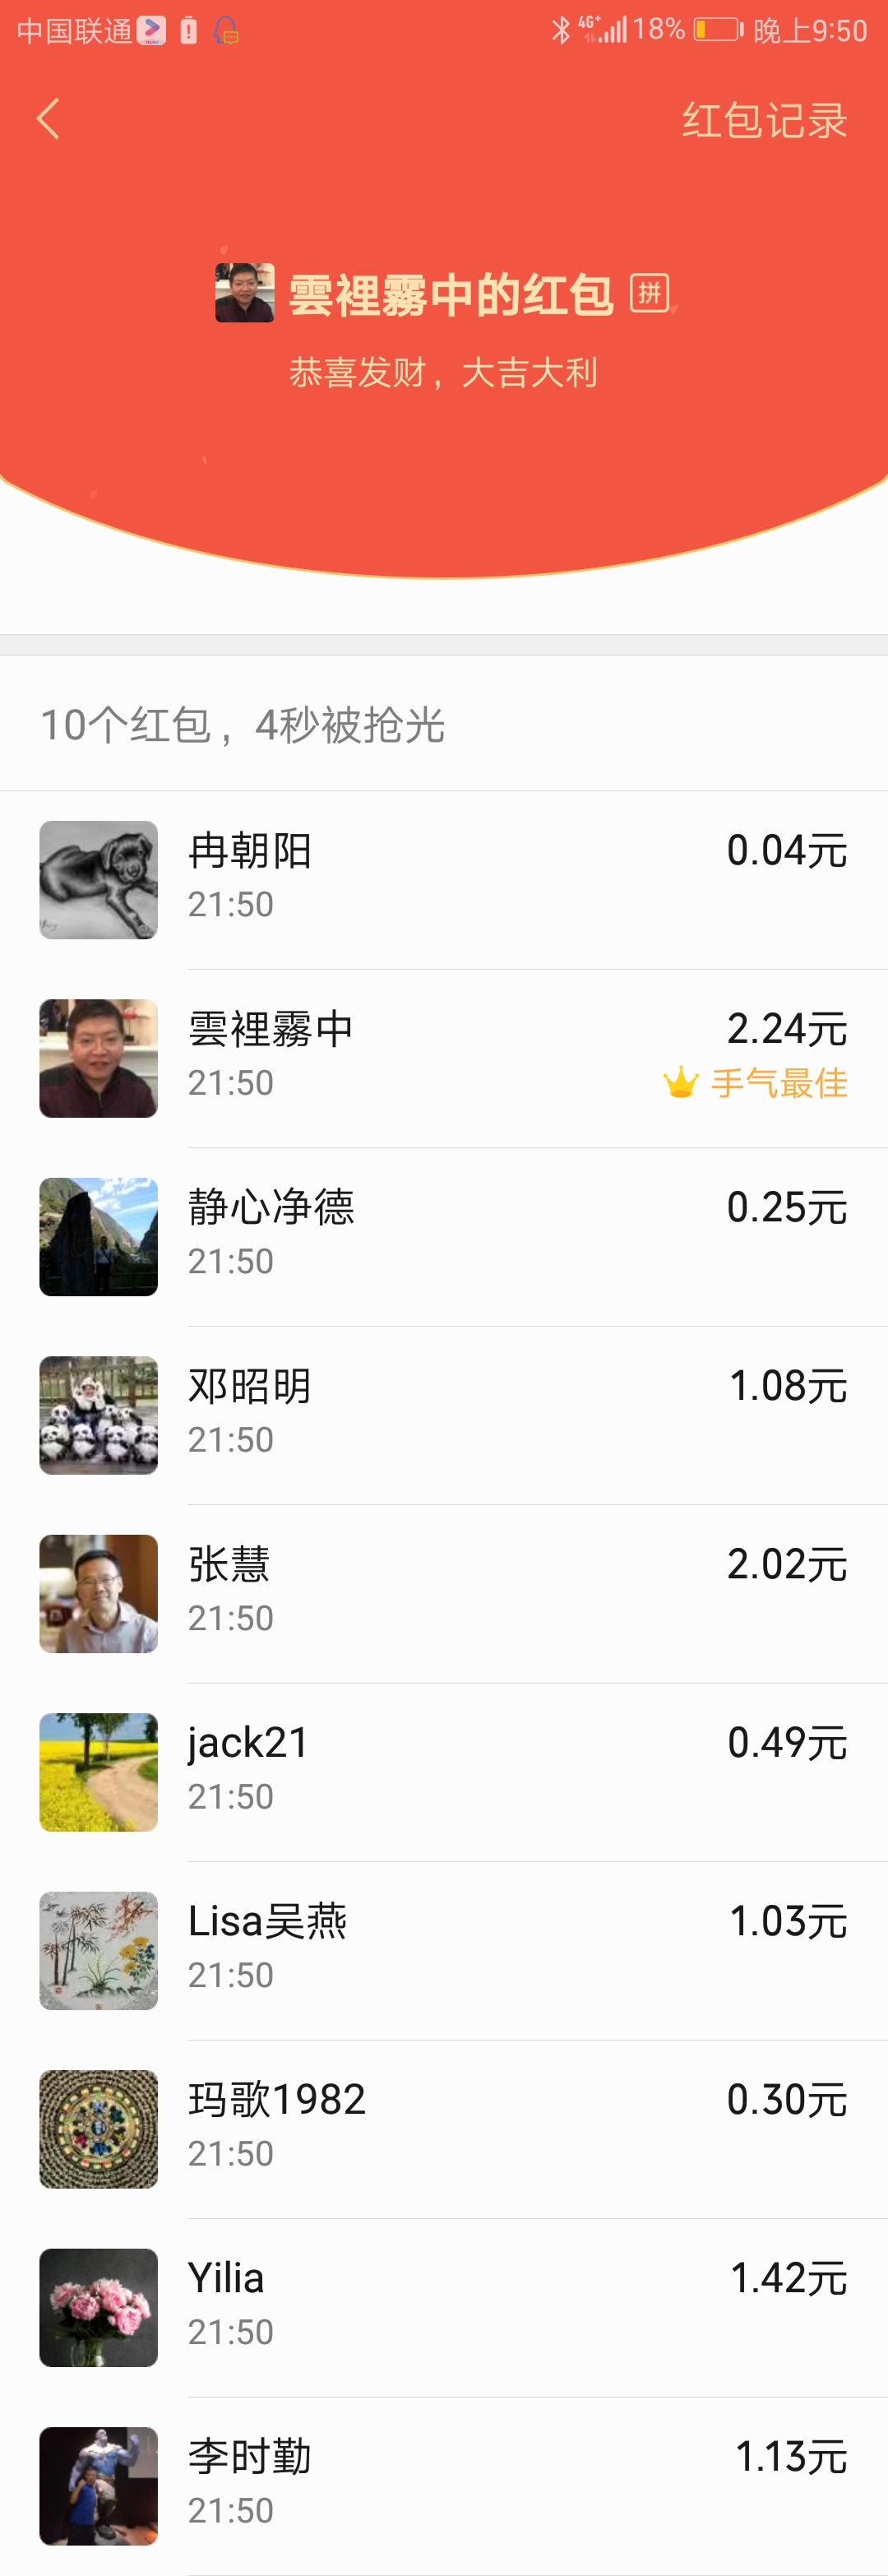 中国联通 18% 晚上9:50
红包记录
雲裡霧中的红包 拼
恭喜发财，大吉大利
10个红包，4秒被抢光
冉朝阳 0.04元
21:50
雲裡霧中 2.24元
21:50 手气最佳
静心净德 0.25元
21:50
邓昭明 1.08元
21:50
张慧 2.02元
21:50
jack21 0.49元
21:50
Lisa吴燕 1.03元
21:50
玛歌1982 0.30元
21:50
Yilia 1.42元
21:50
李时勤 1.13元
21:50